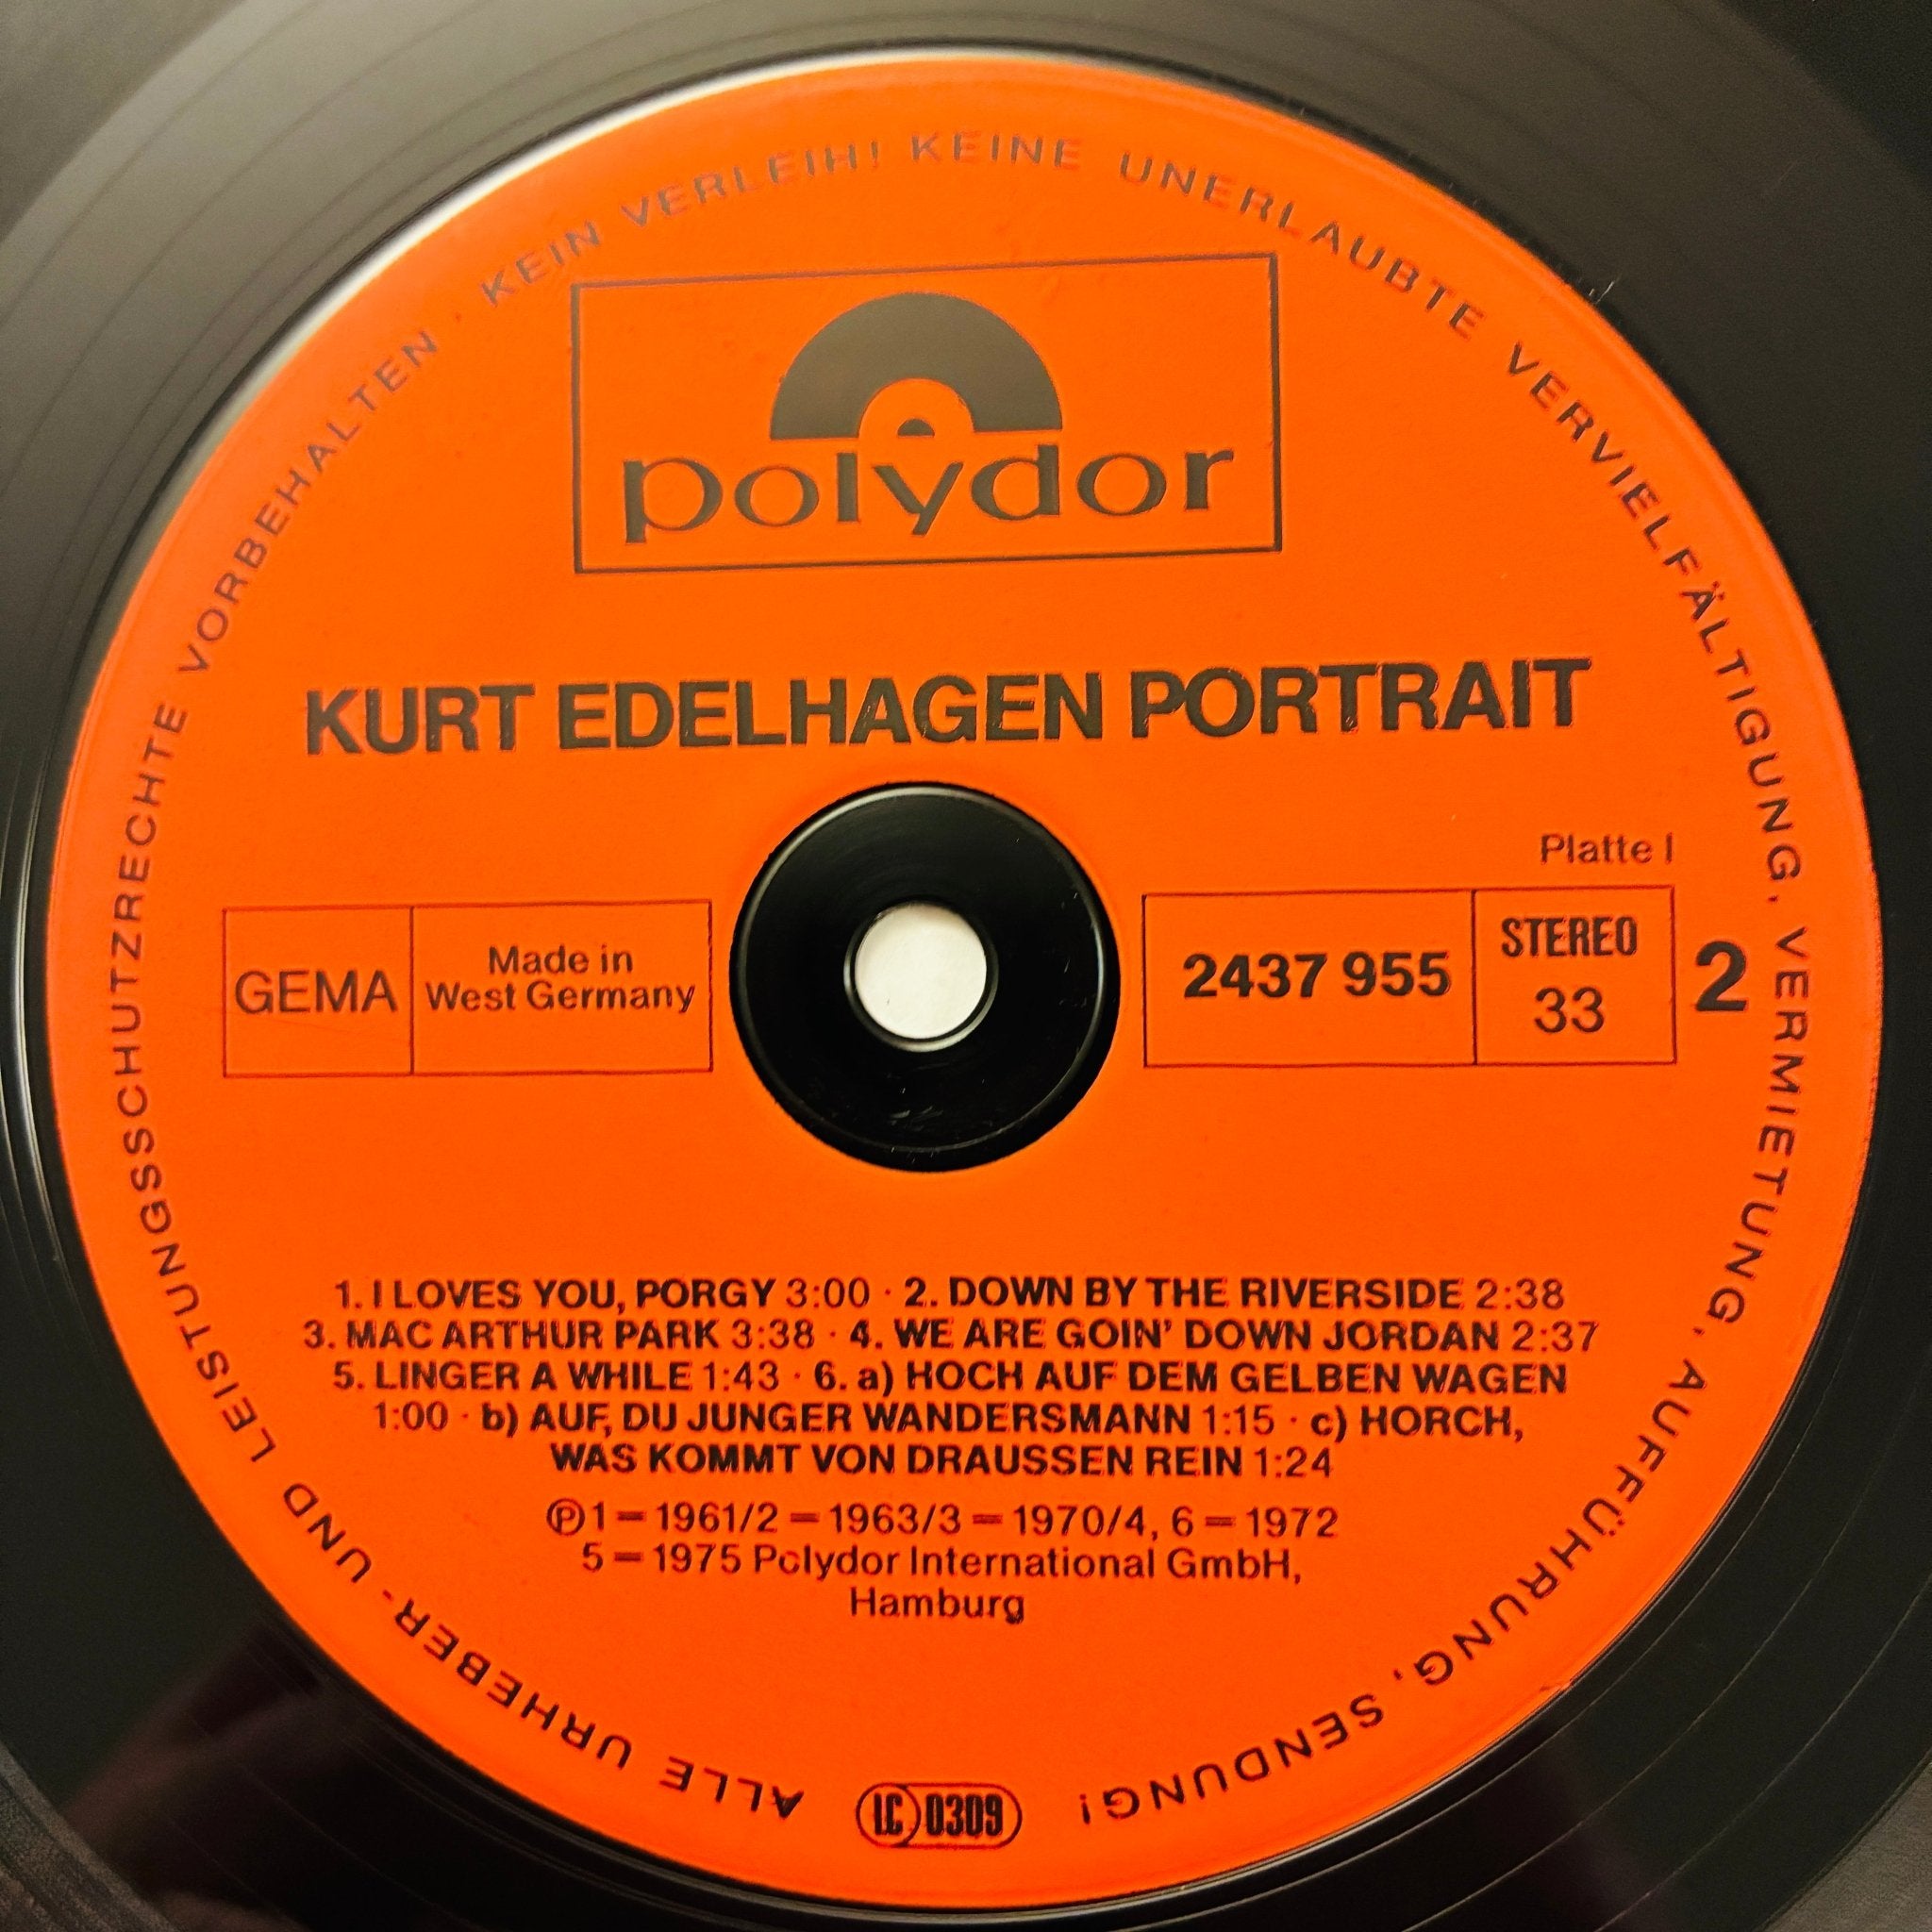 ALLE URHEBER- UND LEISTUNGSSCHUTZRECHTE VORBEHALTEN · KEIN VERLEIH! KEINE UNERLAUBTE VERVIELFÄLTIGUNG, VERMIETUNG, AUFFÜHRUNG, SENDUNG!
polydor
KURT EDELHAGEN PORTRAIT
Platte I
GEMA
Made in
West Germany
2437 955
STEREO
33
2
1. I LOVES YOU, PORGY 3:00 · 2. DOWN BY THE RIVERSIDE 2:38
3. MAC ARTHUR PARK 3:38 · 4. WE ARE GOIN' DOWN JORDAN 2:37
5. LINGER A WHILE 1:43 · 6. a) HOCH AUF DEM GELBEN WAGEN
1:00 · b) AUF, DU JUNGER WANDERSMANN 1:15 · c) HORCH,
WAS KOMMT VON DRAUSSEN REIN 1:24
Ⓟ1 = 1961/2 = 1963/3 = 1970/4, 6 = 1972
5 = 1975 Polydor International GmbH,
Hamburg
LC 0309